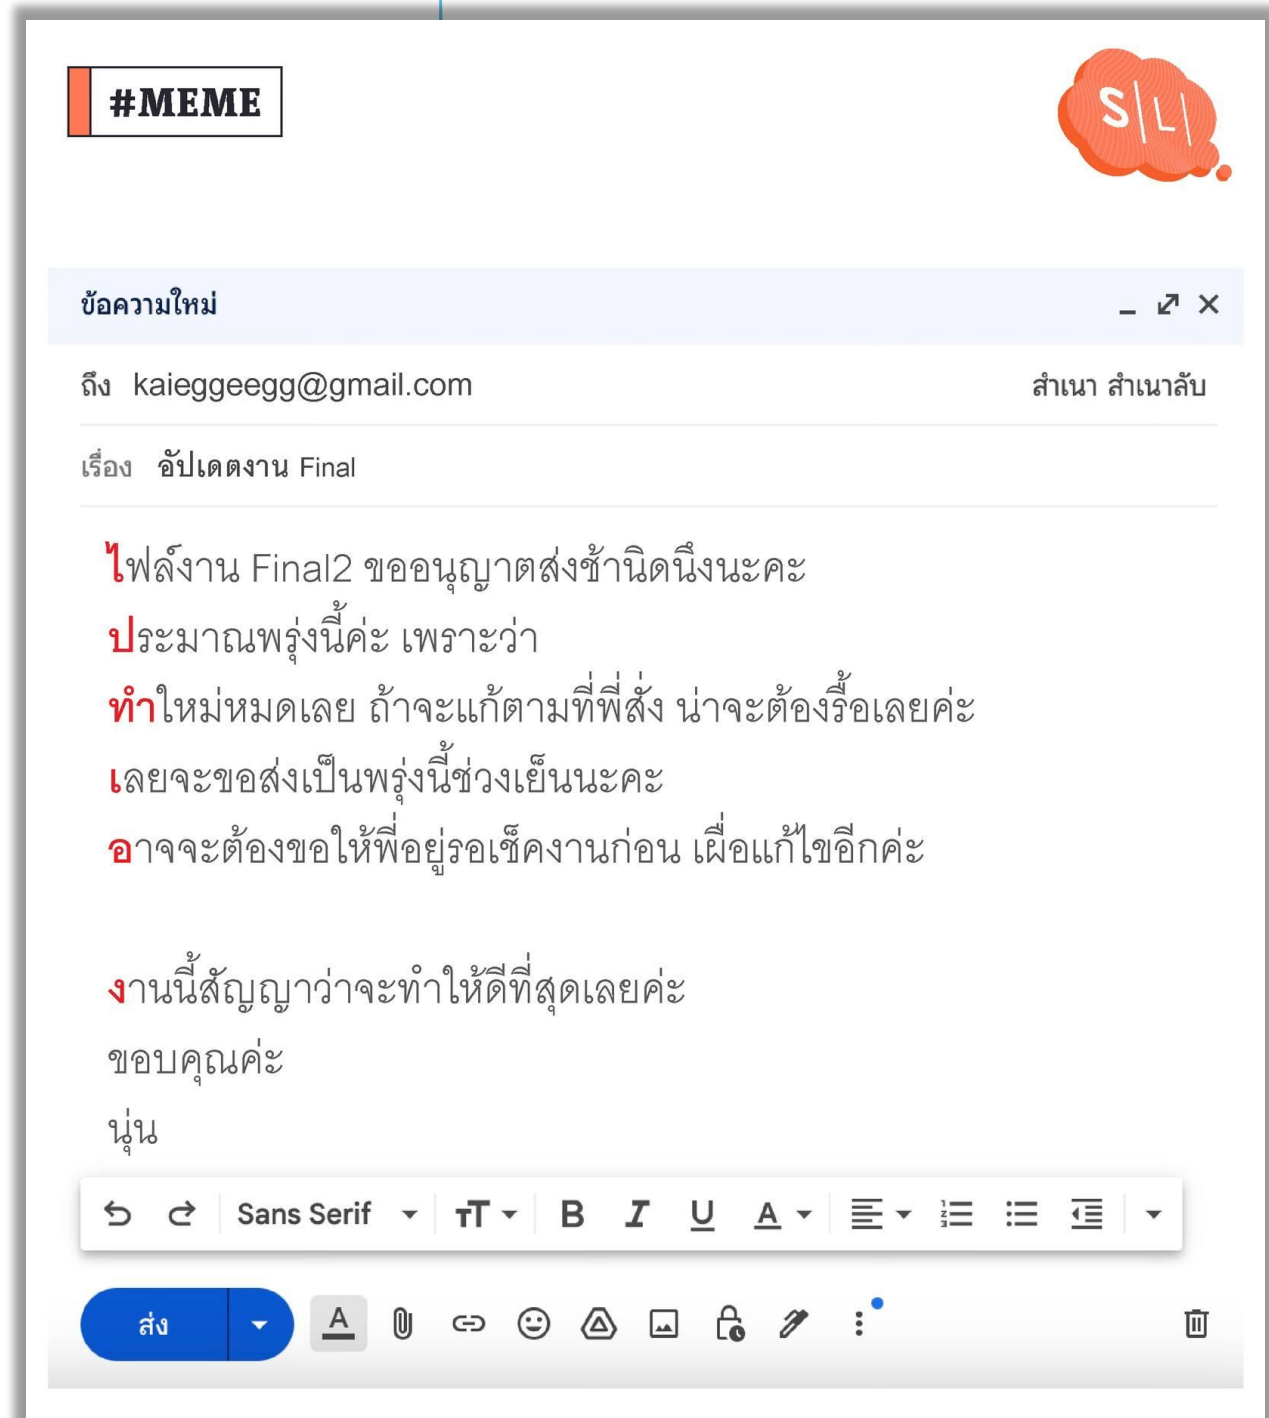 #MEME
S|L|
ข้อความใหม่
ถึง kaieggeegg@gmail.com สำเนา สำเนาลับ
เรื่อง อัปเดตงาน Final
ไฟล์งาน Final2 ขออนุญาตส่งช้านิดนึงนะคะ
ประมาณพรุ่งนี้ค่ะ เพราะว่า
ทำใหม่หมดเลย ถ้าจะแก้ตามที่พี่สั่ง น่าจะต้องรื้อเลยค่ะ
เลยจะขอส่งเป็นพรุ่งนี้ช่วงเย็นนะคะ
อาจจะต้องขอให้พี่อยู่รอเช็คงานก่อน เผื่อแก้ไขอีกค่ะ
งานนี้สัญญาว่าจะทำให้ดีที่สุดเลยค่ะ
ขอบคุณค่ะ
นุ่น
Sans Serif
ส่ง